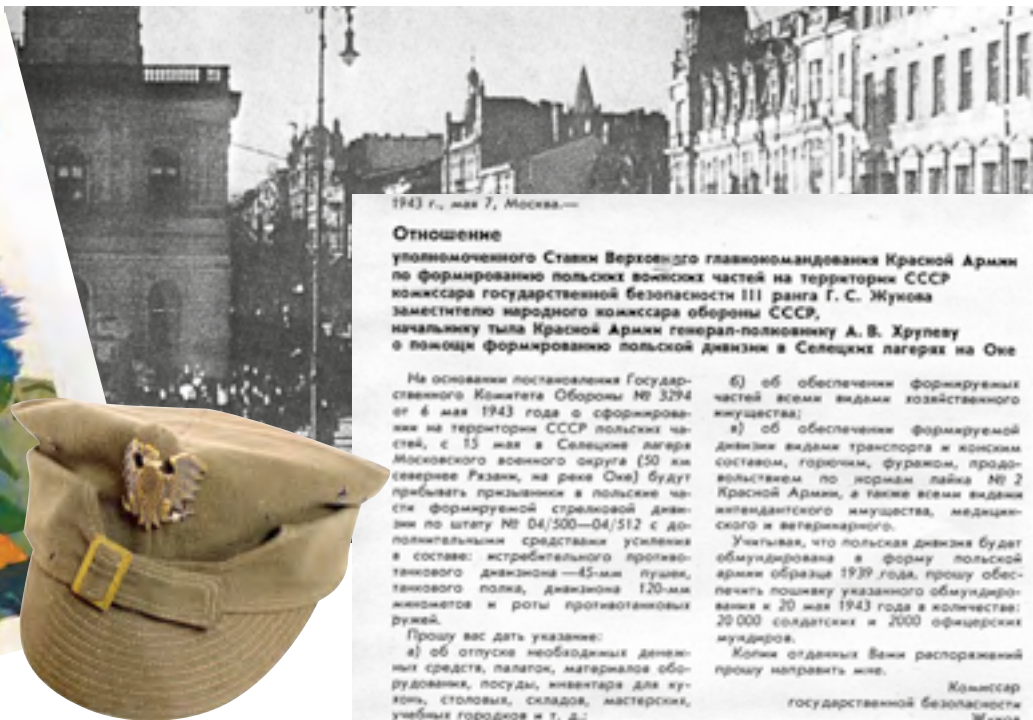 1943 г., мая 7, Москва.—
Отношение
уполномоченного Ставки Верховного главнокомандования Красной Армии
по формированию польских воинских частей на территории СССР
комиссара государственной безопасности III ранга Г. С. Жукова
заместителю народного комиссара обороны СССР,
начальнику тыла Красной Армии генерал-полковнику А. В. Хрулеву
о помощи формированию польской дивизии в Селецких лагерях на Оке
На основании постановления Государ-
ственного Комитета Обороны № 3294
от 6 мая 1943 года о сформирова-
нии на территории СССР польских ча-
стей, с 15 мая в Селецкие лагеря
Московского военного округа (50 км
севернее Рязани, на реке Оке) будут
прибывать призывники в польские ча-
сти формируемой стрелковой диви-
зии по штату № 04/500—04/512 с до-
полнительными средствами усиления
в составе: истребительного противо-
танкового дивизиона—45-мм пушек,
танкового полка, дивизиона 120-мм
минометов и роты противотанковых
ружей.
Прошу вас дать указание:
а) об отпуске необходимых денеж-
ных средств, палаток, материалов обо-
рудования, посуды, инвентаря для ку-
хонь, столовых, складов, мастерских,
учебных городков и т. д.;
б) об обеспечении формируемых
частей всеми видами хозяйственного
имущества;
в) об обеспечении формируемой
дивизии видами транспорта и конским
составом, горючим, фуражом, продо-
вольствием по нормам пайка № 2
Красной Армии, а также всеми видами
интендантского имущества, медицин-
ского и ветеринарного.
Учитывая, что польская дивизия будет
обмундирована в форму польской
армии образца 1939 года, прошу обес-
печить пошивку указанного обмундиро-
вания к 20 мая 1943 года в количестве:
20 000 солдатских и 2000 офицерских
мундиров.
Копии отданных Вами распоряжений
прошу направить мне.
Комиссар
государственной безопасности
Жуков